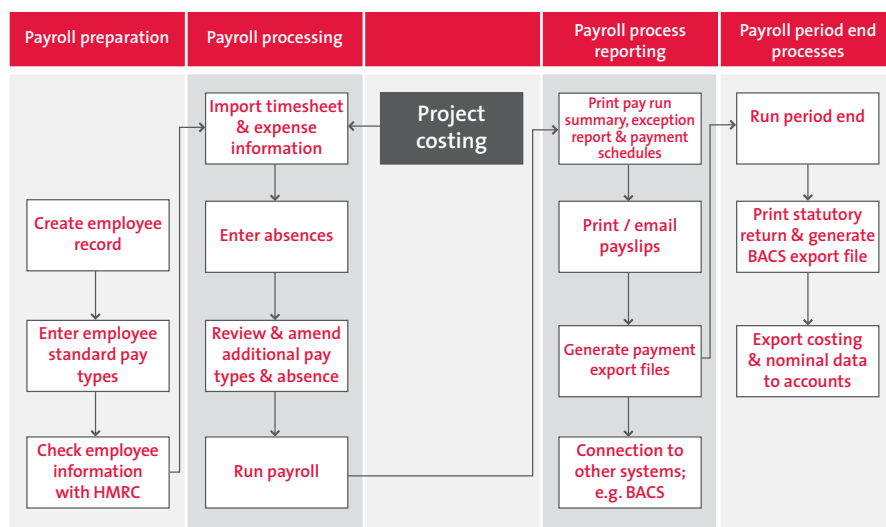 Payroll preparation
Payroll processing
Payroll process
reporting
Payroll period end
processes
Create employee
record
Enter employee
standard pay
types
Check employee
information
with HMRC
Import timesheet
& expense
information
Enter absences
Review & amend
additional pay
types & absence
Run payroll
Project
costing
Print pay run
summary, exception
report & payment
schedules
Print / email
payslips
Generate payment
export files
Connection to
other systems;
e.g. BACS
Run period end
Print statutory
return & generate
BACS export file
Export costing
& nominal data
to accounts